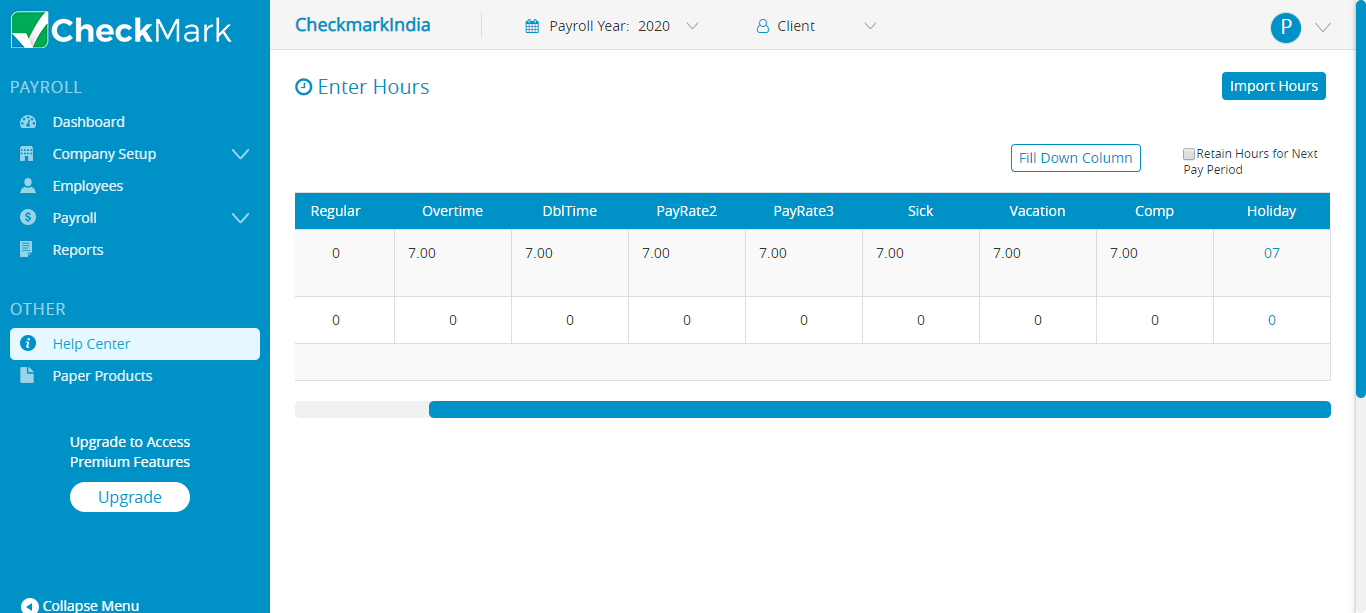 CheckMark
CheckmarkIndia
Payroll Year: 2020
Client
P
PAYROLL
Dashboard
Company Setup
Employees
Payroll
Reports
OTHER
Help Center
Paper Products
Upgrade to Access
Premium Features
Upgrade
Collapse Menu
Enter Hours
Import Hours
Fill Down Column
Retain Hours for Next
Pay Period
Regular Overtime DblTime PayRate2 PayRate3 Sick Vacation Comp Holiday
0 7.00 7.00 7.00 7.00 7.00 7.00 7.00 07
0 0 0 0 0 0 0 0 0